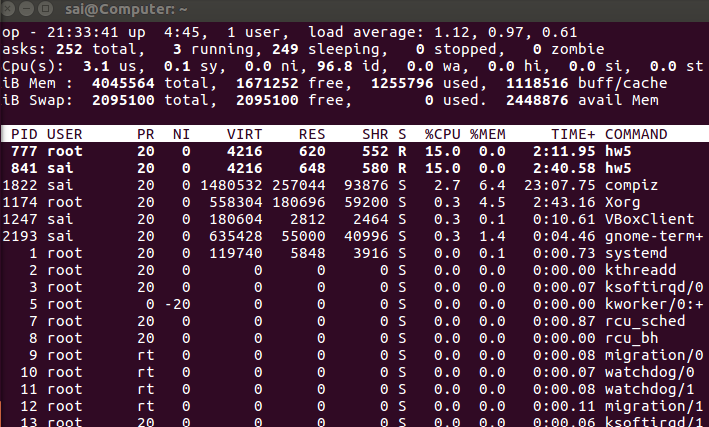 sai@Computer: ~
op - 21:33:41 up  4:45,  1 user,  load average: 1.12, 0.97, 0.61
asks: 252 total,   3 running, 249 sleeping,   0 stopped,   0 zombie
Cpu(s):  3.1 us,  0.1 sy,  0.0 ni, 96.8 id,  0.0 wa,  0.0 hi,  0.0 si,  0.0 st
iB Mem :  4045564 total,  1671252 free,  1255796 used,  1118516 buff/cache
iB Swap:  2095100 total,  2095100 free,        0 used.  2448876 avail Mem
PID USER      PR  NI    VIRT    RES    SHR S  %CPU %MEM     TIME+ COMMAND
777 root      20   0    4216    620    552 R  15.0  0.0   2:11.95 hw5
841 sai       20   0    4216    648    580 R  15.0  0.0   2:40.58 hw5
1822 sai       20   0 1480532 257044  93876 S   2.7  6.4  23:07.75 compiz
1174 root      20   0  558304 180696  59200 S   0.3  4.5   2:43.16 Xorg
1247 sai       20   0  180604   2812   2464 S   0.3  0.1   0:10.61 VBoxClient
2193 sai       20   0  635428  55000  40996 S   0.3  1.4   0:04.46 gnome-term+
1 root      20   0  119740   5848   3916 S   0.0  0.1   0:00.73 systemd
2 root      20   0       0      0      0 S   0.0  0.0   0:00.00 kthreadd
3 root      20   0       0      0      0 S   0.0  0.0   0:00.07 ksoftirqd/0
5 root       0 -20       0      0      0 S   0.0  0.0   0:00.00 kworker/0:+
7 root      20   0       0      0      0 S   0.0  0.0   0:00.87 rcu_sched
8 root      20   0       0      0      0 S   0.0  0.0   0:00.00 rcu_bh
9 root      rt   0       0      0      0 S   0.0  0.0   0:00.08 migration/0
10 root      rt   0       0      0      0 S   0.0  0.0   0:00.07 watchdog/0
11 root      rt   0       0      0      0 S   0.0  0.0   0:00.08 watchdog/1
12 root      rt   0       0      0      0 S   0.0  0.0   0:00.11 migration/1
13 root      20   0       0      0      0 S   0.0  0.0   0:00.06 ksoftirqd/1